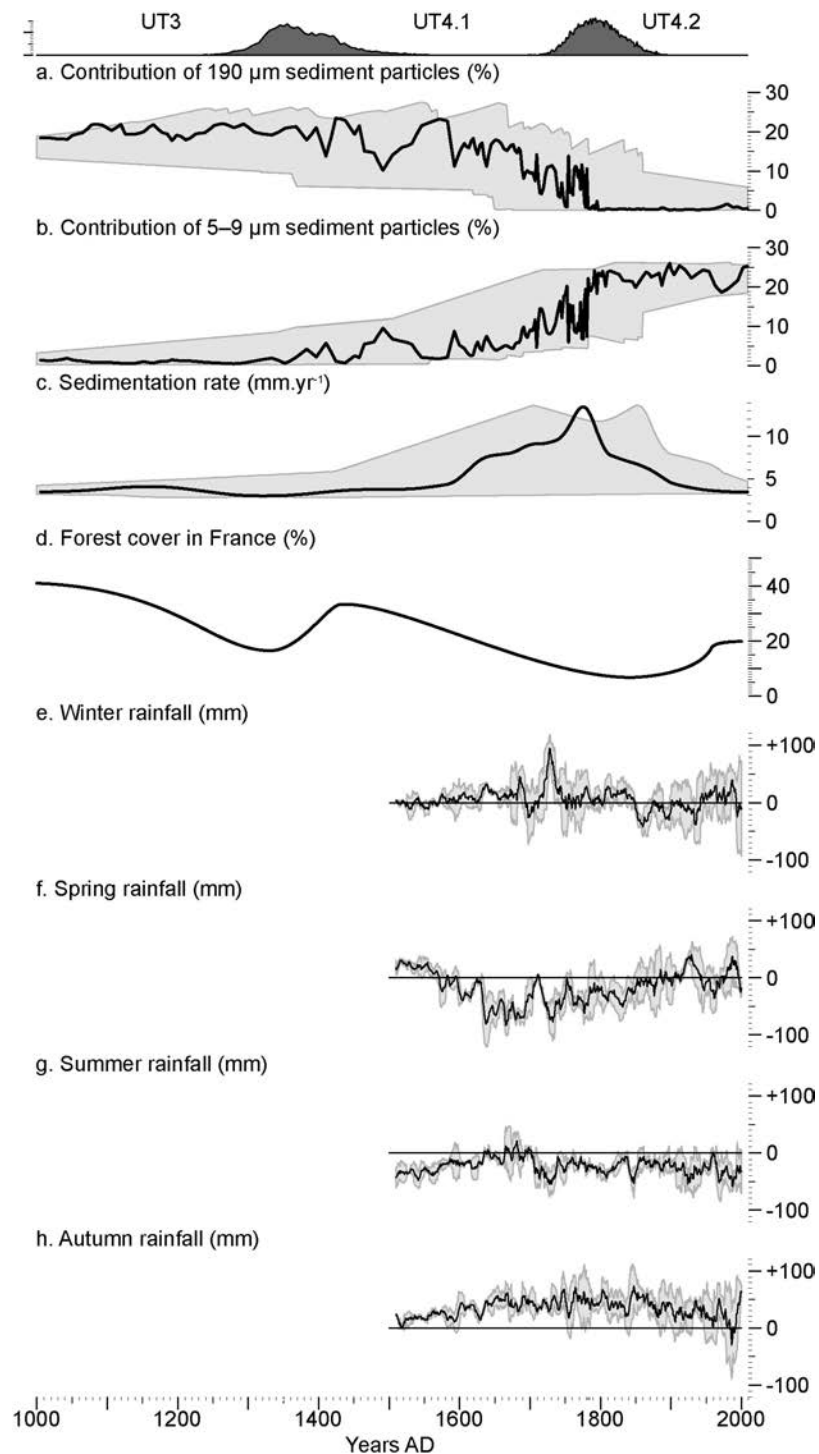 UT3 UT4.1 UT4.2
a. Contribution of 190 µm sediment particles (%)
30
20
10
0
b. Contribution of 5–9 µm sediment particles (%)
30
20
10
0
c. Sedimentation rate (mm.yr⁻¹)
10
5
0
d. Forest cover in France (%)
40
20
0
e. Winter rainfall (mm)
+100
0
-100
f. Spring rainfall (mm)
+100
0
-100
g. Summer rainfall (mm)
+100
0
-100
h. Autumn rainfall (mm)
+100
0
-100
1000 1200 1400 1600 1800 2000
Years AD